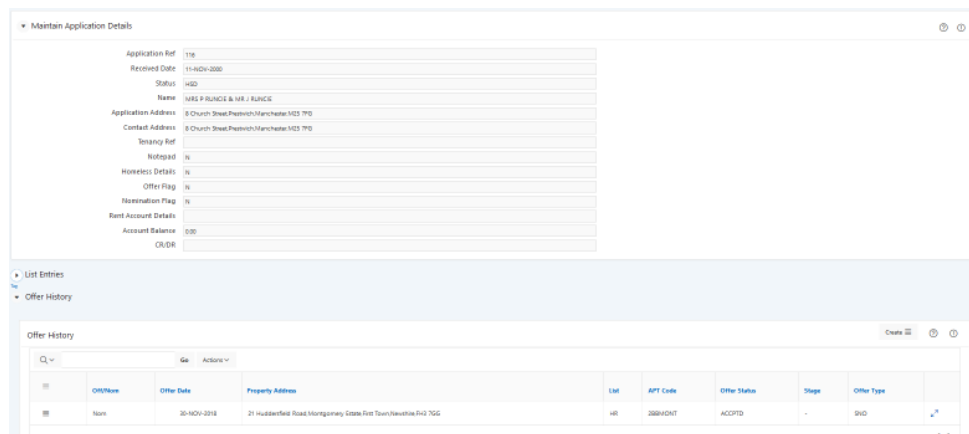 Maintain Application Details
Application Ref 116
Received Date 11-NOV-2000
Status HSD
Name MRS P RUNCIE & MR J RUNCIE
Application Address 8 Church Street,Prestwich,Manchester,M25 7PB
Contact Address 8 Church Street,Prestwich,Manchester,M25 7PB
Tenancy Ref
Notepad N
Homeless Details N
Offer Flag N
Nomination Flag N
Rent Account Details
Account Balance 0.00
CR/DR
List Entries
Top
Offer History
Offer History Create
Go Actions
Off/Nom Offer Date Property Address List APT Code Offer Status Stage Offer Type
Nom 30-NOV-2018 21 Huddersfield Road,Montgomery Estate,First Town,Newshire,FH3 7GG HR 2BBMONT ACCPTD - SND